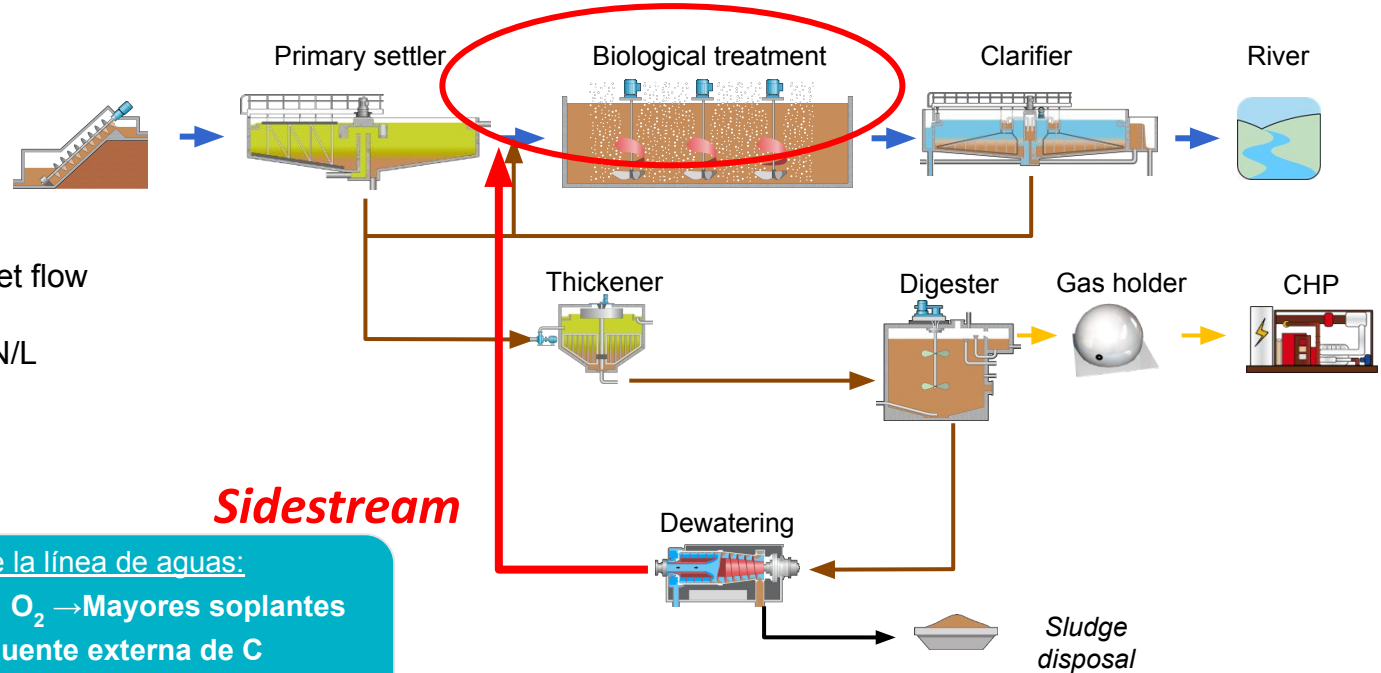 Primary settler
Biological treatment
Clarifier
River
et flow
N/L
Thickener
Digester
Gas holder
CHP
Sidestream
Dewatering
e la línea de aguas:
O₂ →Mayores soplantes
uente externa de C
Sludge
disposal